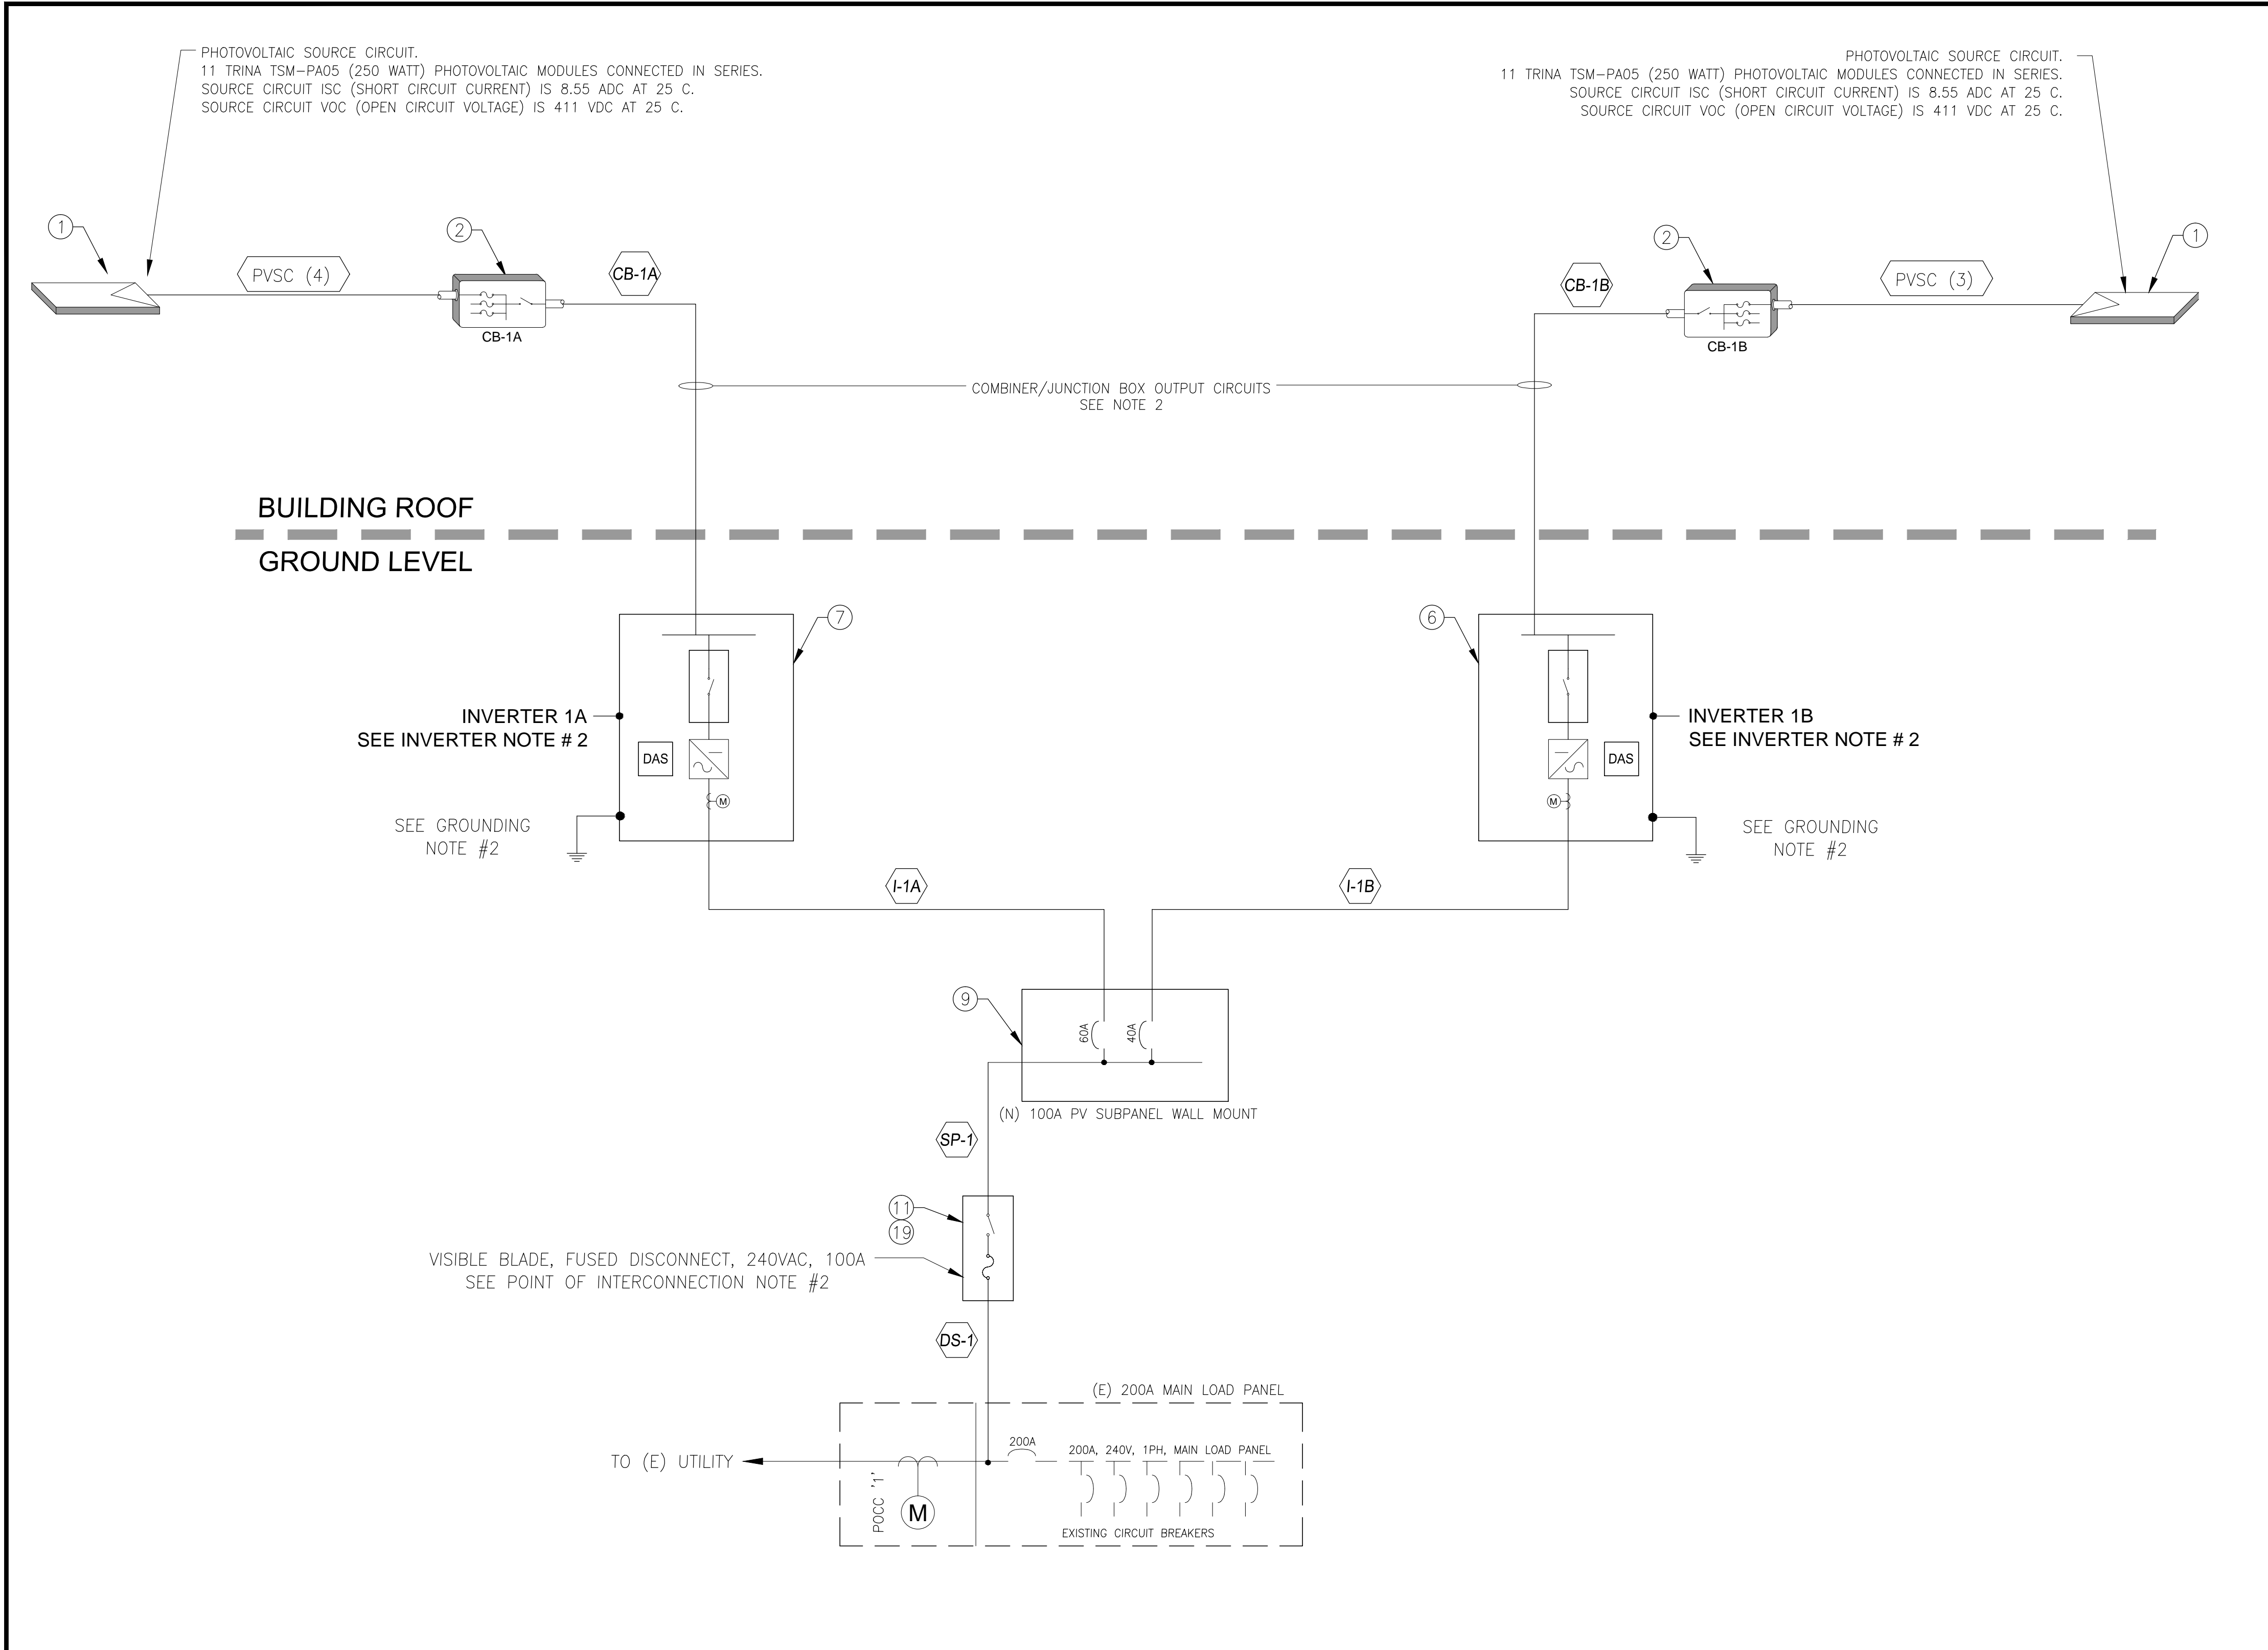 PHOTOVOLTAIC SOURCE CIRCUIT.
11 TRINA TSM-PA05 (250 WATT) PHOTOVOLTAIC MODULES CONNECTED IN SERIES.
SOURCE CIRCUIT ISC (SHORT CIRCUIT CURRENT) IS 8.55 ADC AT 25 C.
SOURCE CIRCUIT VOC (OPEN CIRCUIT VOLTAGE) IS 411 VDC AT 25 C.
PHOTOVOLTAIC SOURCE CIRCUIT.
11 TRINA TSM-PA05 (250 WATT) PHOTOVOLTAIC MODULES CONNECTED IN SERIES.
SOURCE CIRCUIT ISC (SHORT CIRCUIT CURRENT) IS 8.55 ADC AT 25 C.
SOURCE CIRCUIT VOC (OPEN CIRCUIT VOLTAGE) IS 411 VDC AT 25 C.
1
PVSC (4)
2
CB-1A
CB-1A
CB-1B
2
CB-1B
PVSC (3)
1
COMBINER/JUNCTION BOX OUTPUT CIRCUITS
SEE NOTE 2
BUILDING ROOF
GROUND LEVEL
7
INVERTER 1A
SEE INVERTER NOTE # 2
DAS
M
SEE GROUNDING
NOTE #2
6
INVERTER 1B
SEE INVERTER NOTE # 2
DAS
M
SEE GROUNDING
NOTE #2
I-1A
I-1B
9
60A
40A
(N) 100A PV SUBPANEL WALL MOUNT
SP-1
11
19
VISIBLE BLADE, FUSED DISCONNECT, 240VAC, 100A
SEE POINT OF INTERCONNECTION NOTE #2
DS-1
(E) 200A MAIN LOAD PANEL
TO (E) UTILITY
200A
200A, 240V, 1PH, MAIN LOAD PANEL
POCC '1'
M
EXISTING CIRCUIT BREAKERS